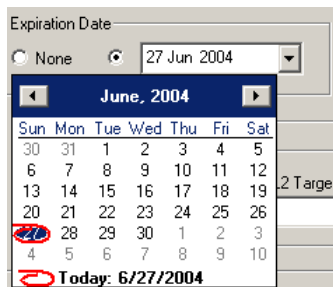 Expiration Date
None 27 Jun 2004
June, 2004
Sun Mon Tue Wed Thu Fri Sat
30 31 1 2 3 4 5
6 7 8 9 10 11 12
13 14 15 16 17 18 19
L2 Targe
20 21 22 23 24 25 26
27 28 29 30 1 2 3
4 5 6 7 8 9 10
Today: 6/27/2004